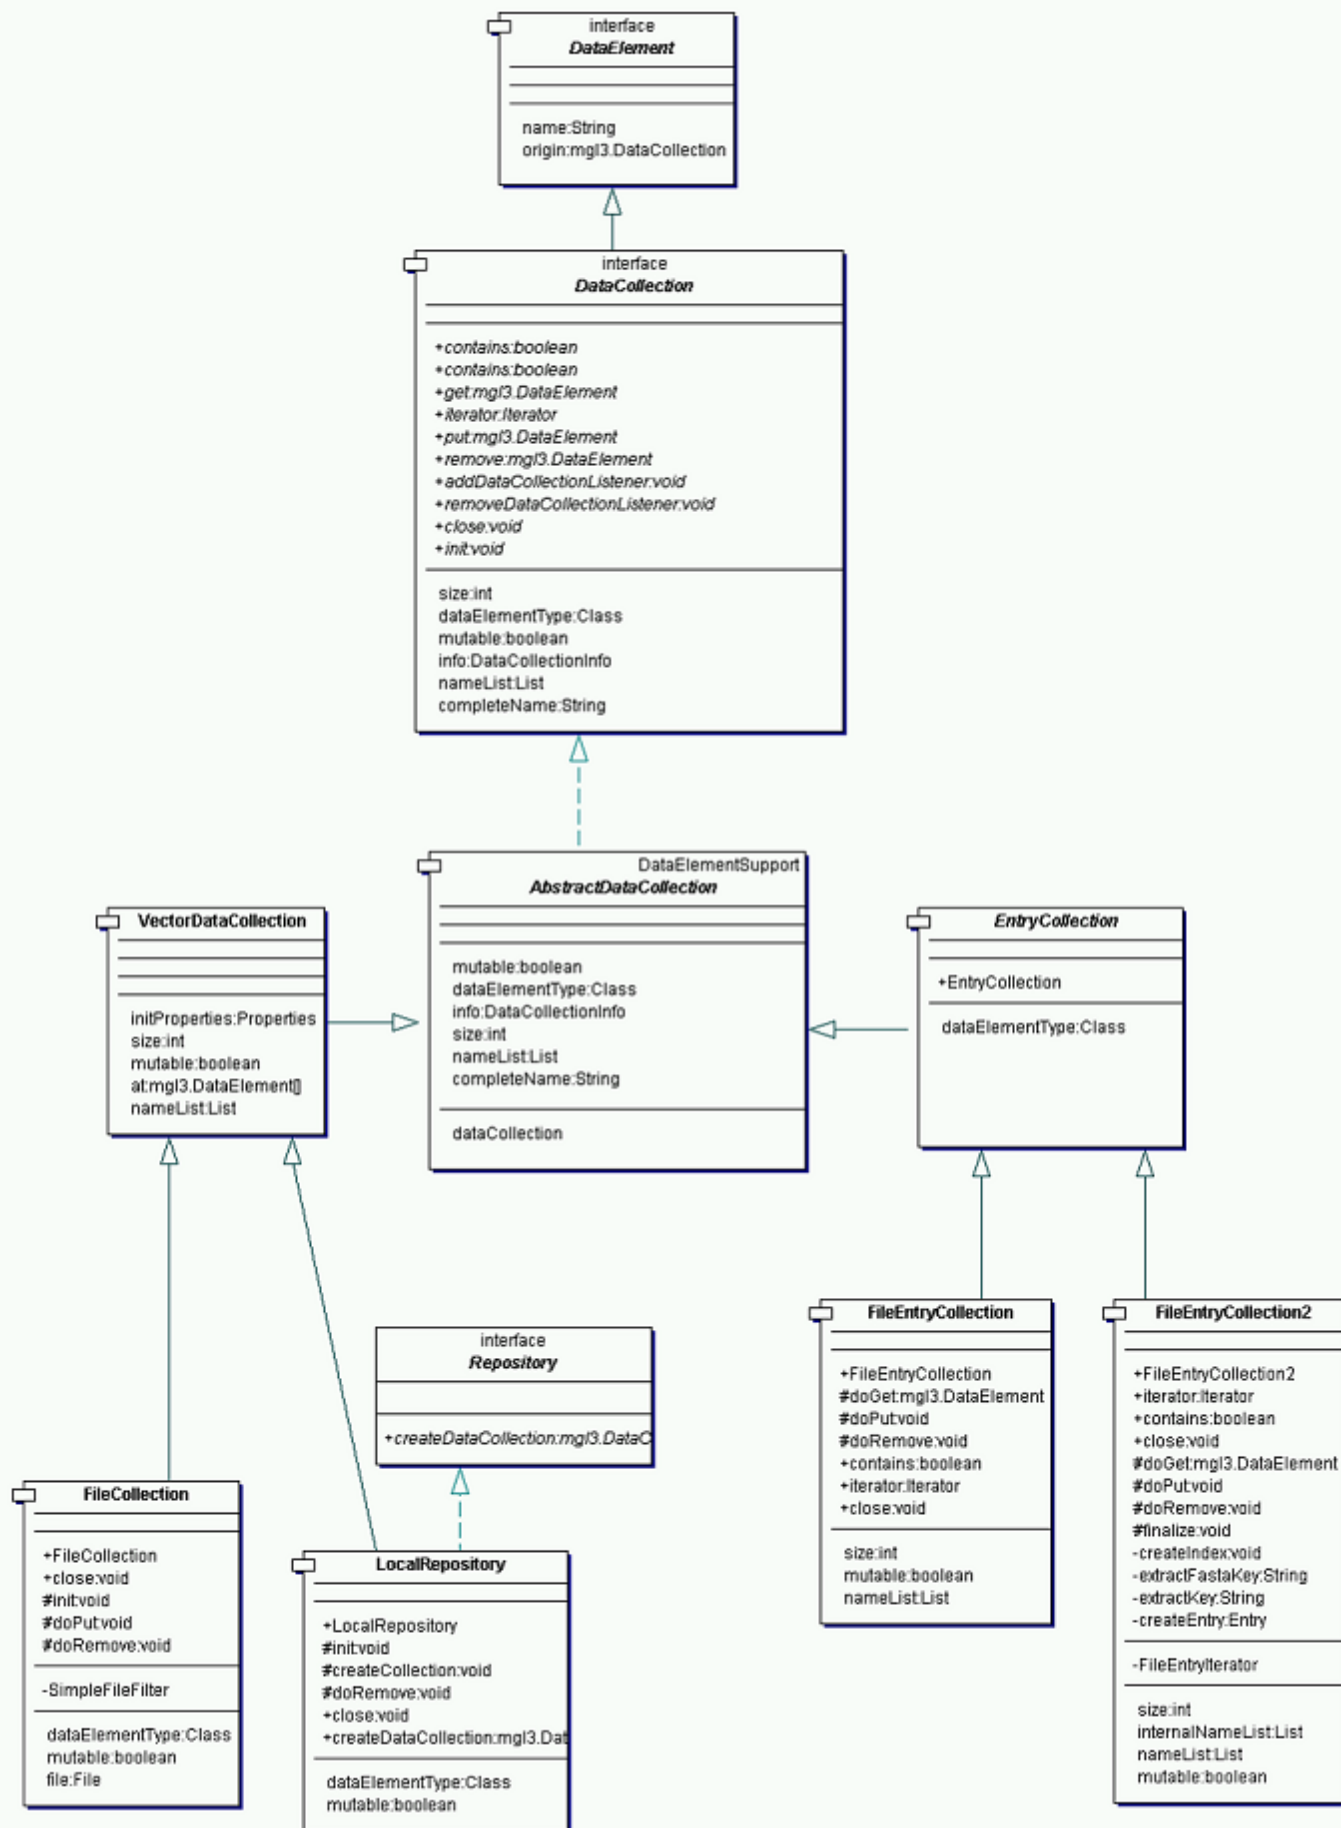 interface
DataElement
name:String
origin:mgl3.DataCollection
interface
DataCollection
+contains:boolean
+contains:boolean
+get:mgl3.DataElement
+iterator:Iterator
+put:mgl3.DataElement
+remove:mgl3.DataElement
+addDataCollectionListener:void
+removeDataCollectionListener:void
+close:void
+init:void
size:int
dataElementType:Class
mutable:boolean
info:DataCollectionInfo
nameList:List
completeName:String
DataElementSupport
AbstractDataCollection
mutable:boolean
dataElementType:Class
info:DataCollectionInfo
size:int
nameList:List
completeName:String
dataCollection
VectorDataCollection
initProperties:Properties
size:int
mutable:boolean
at:mgl3.DataElement[]
nameList:List
EntryCollection
+EntryCollection
dataElementType:Class
FileEntryCollection
+FileEntryCollection
#doGet:mgl3.DataElement
#doPut:void
#doRemove:void
+contains:boolean
+iterator:Iterator
+close:void
size:int
mutable:boolean
nameList:List
FileEntryCollection2
+FileEntryCollection2
+iterator:Iterator
+contains:boolean
+close:void
#doGet:mgl3.DataElement
#doPut:void
#doRemove:void
#finalize:void
-createIndex:void
-extractFastaKey:String
-extractKey:String
-createEntry:Entry
-FileEntryIterator
size:int
internalNameList:List
nameList:List
mutable:boolean
interface
Repository
+createDataCollection:mgl3.DataC
FileCollection
+FileCollection
+close:void
#init:void
#doPut:void
#doRemove:void
-SimpleFileFilter
dataElementType:Class
mutable:boolean
file:File
LocalRepository
+LocalRepository
#init:void
#createCollection:void
#doRemove:void
+close:void
+createDataCollection:mgl3.Dat
dataElementType:Class
mutable:boolean